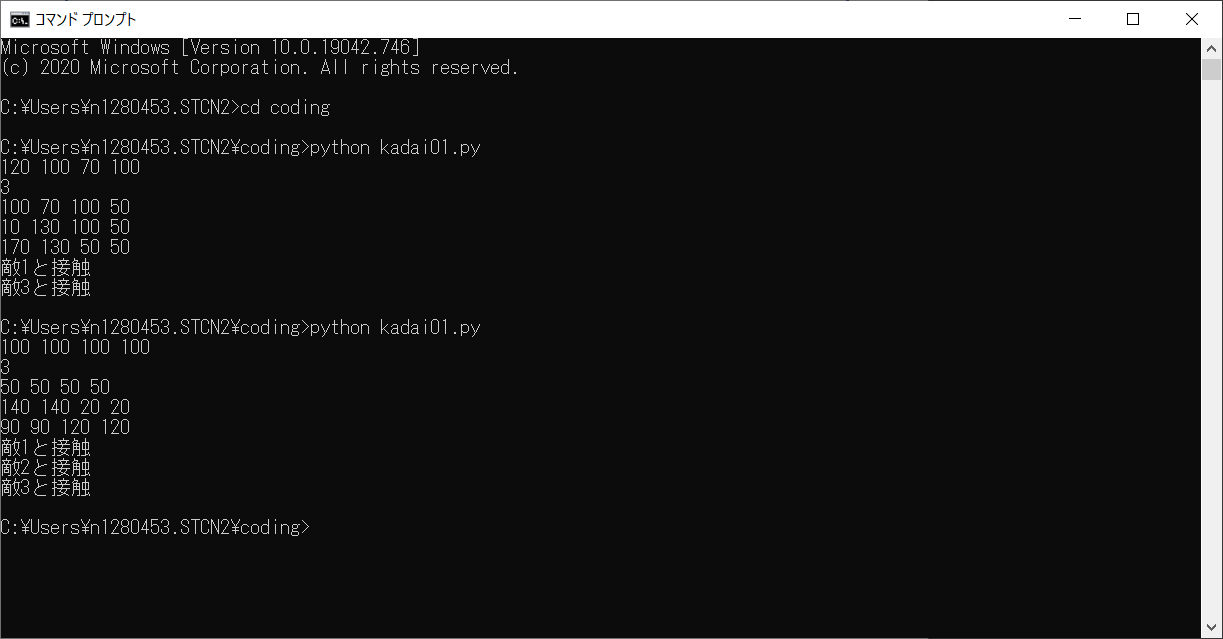 コマンド プロンプト
Microsoft Windows [Version 10.0.19042.746]
(c) 2020 Microsoft Corporation. All rights reserved.
C:¥Users¥n1280453.STCN2>cd coding
C:¥Users¥n1280453.STCN2¥coding>python kadai01.py
120 100 70 100
3
100 70 100 50
10 130 100 50
170 130 50 50
敵1と接触
敵3と接触
C:¥Users¥n1280453.STCN2¥coding>python kadai01.py
100 100 100 100
3
50 50 50 50
140 140 20 20
90 90 120 120
敵1と接触
敵2と接触
敵3と接触
C:¥Users¥n1280453.STCN2¥coding>